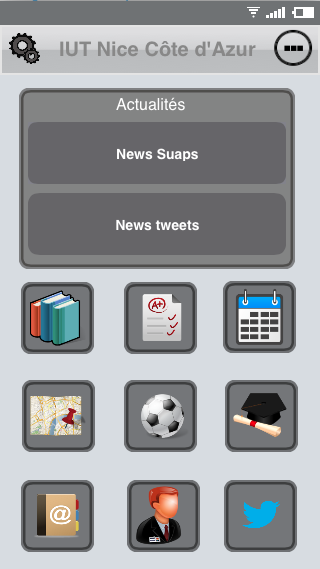 IUT Nice Côte d'Azur
Actualités
News Suaps
News tweets
A+
@